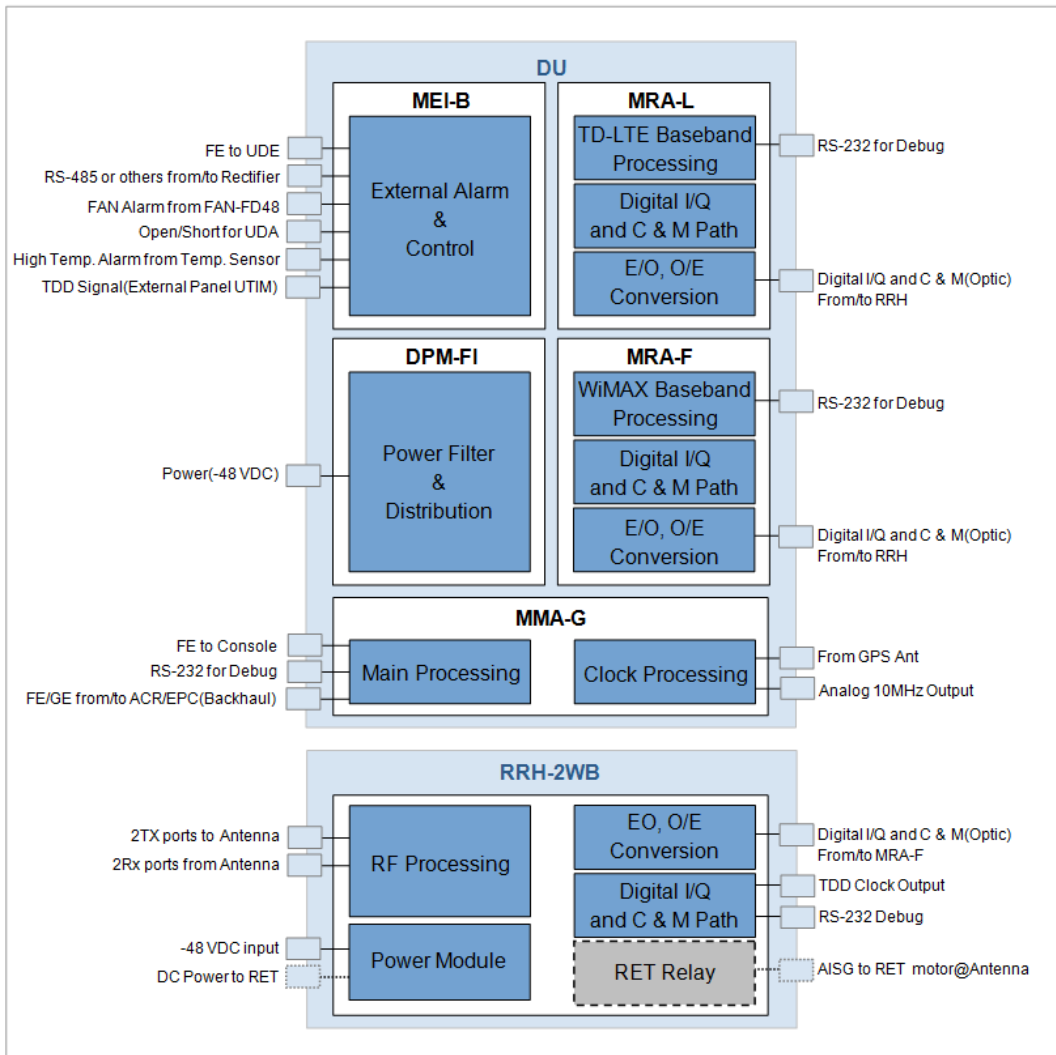 DU
MEI-B
External Alarm
&
Control
FE to UDE
RS-485 or others from/to Rectifier
FAN Alarm from FAN-FD48
Open/Short for UDA
High Temp. Alarm from Temp. Sensor
TDD Signal(External Panel UTIM)
MRA-L
TD-LTE Baseband
Processing
Digital I/Q
and C & M Path
E/O, O/E
Conversion
RS-232 for Debug
Digital I/Q and C & M(Optic)
From/to RRH
DPM-FI
Power Filter
&
Distribution
Power(-48 VDC)
MRA-F
WiMAX Baseband
Processing
Digital I/Q
and C & M Path
E/O, O/E
Conversion
RS-232 for Debug
Digital I/Q and C & M(Optic)
From/to RRH
MMA-G
Main Processing
Clock Processing
FE to Console
RS-232 for Debug
FE/GE from/to ACR/EPC(Backhaul)
From GPS Ant
Analog 10MHz Output
RRH-2WB
RF Processing
Power Module
2TX ports to Antenna
2Rx ports from Antenna
-48 VDC input
DC Power to RET
EO, O/E
Conversion
Digital I/Q
and C & M Path
RET Relay
Digital I/Q and C & M(Optic)
From/to MRA-F
TDD Clock Output
RS-232 Debug
AISG to RET motor@Antenna